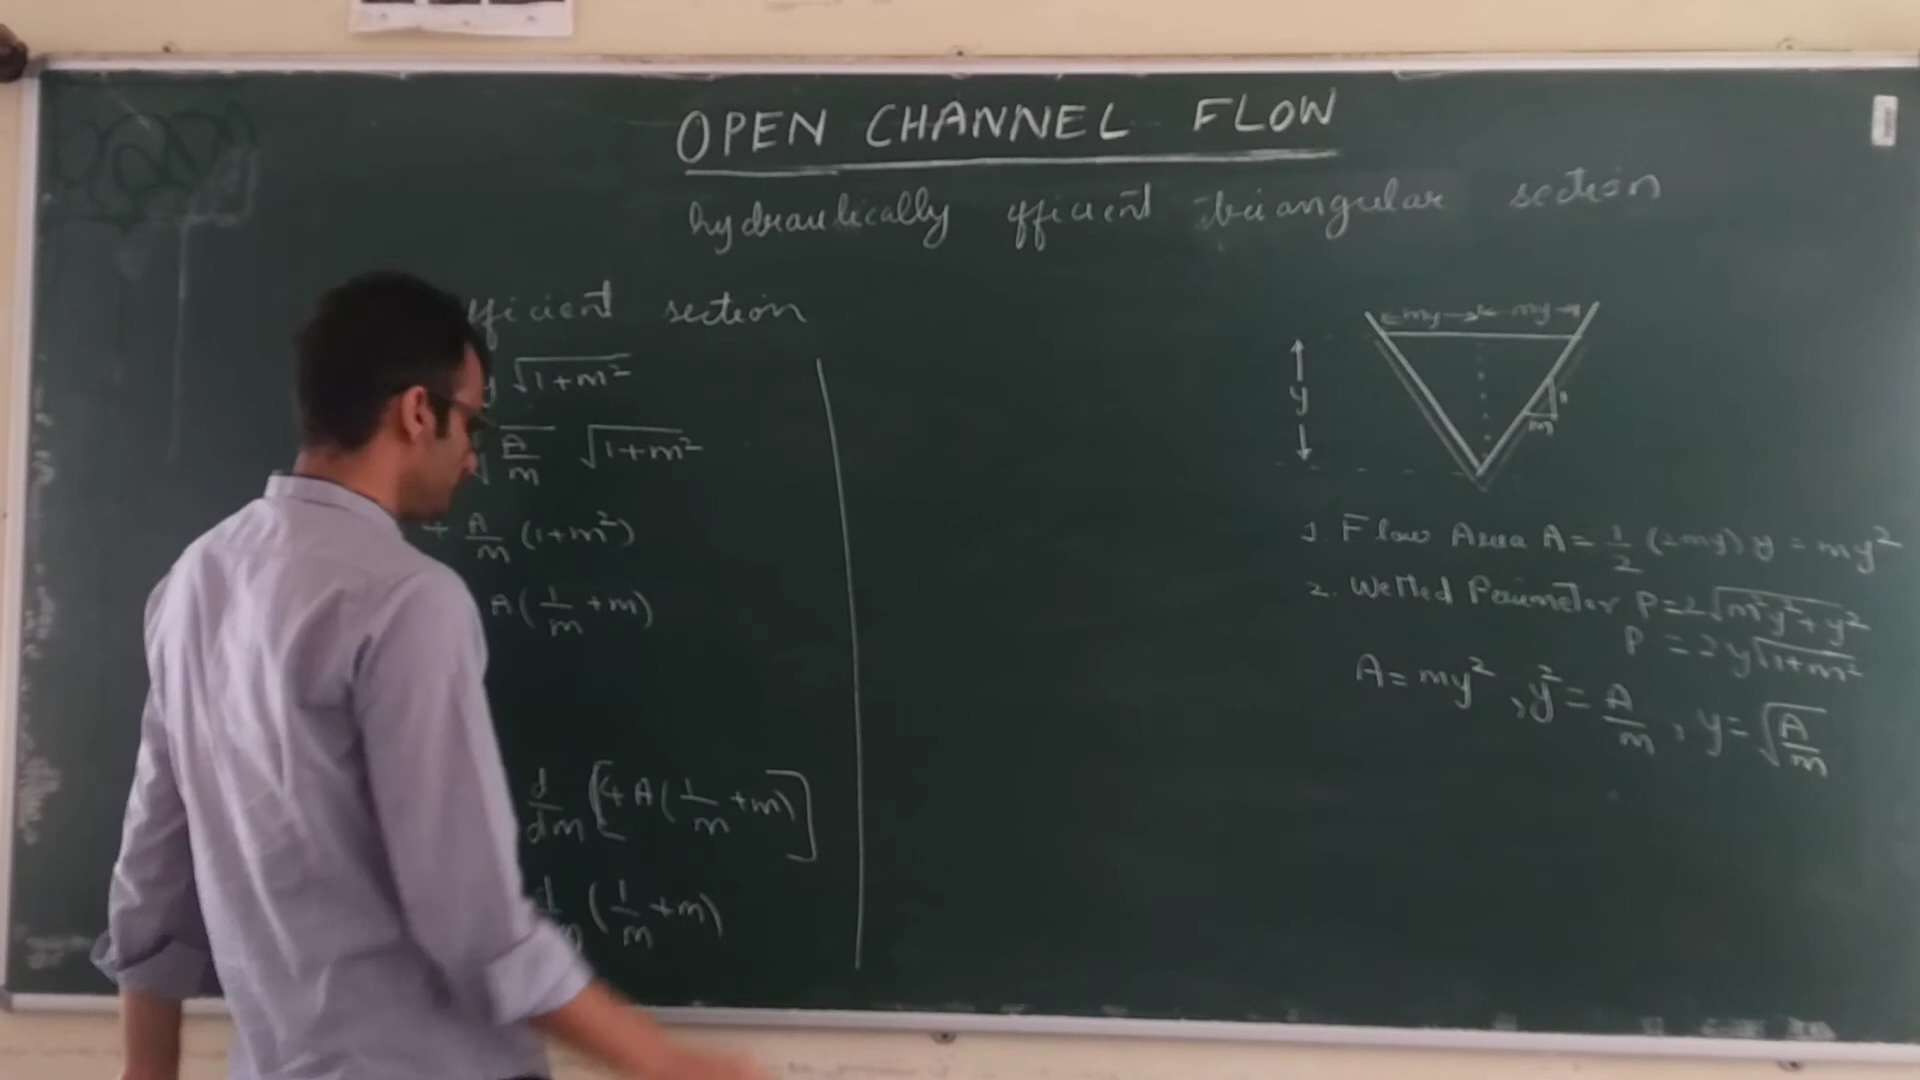 OPEN CHANNEL FLOW
hydraulically efficient triangular section
fficient section
y √1+m²
√A/m √1+m²
4 A/m (1+m²)
A(1/m +m)
d/dm [4A(1/m +m)]
(1/m +m)
my my
y
1
m
1. Flow Area A = 1/2 (2my) y = my²
2. Wetted Perimeter P=2√m²y²+y²
P = 2y√1+m²
A = my² , y² = A/m , y = √A/m